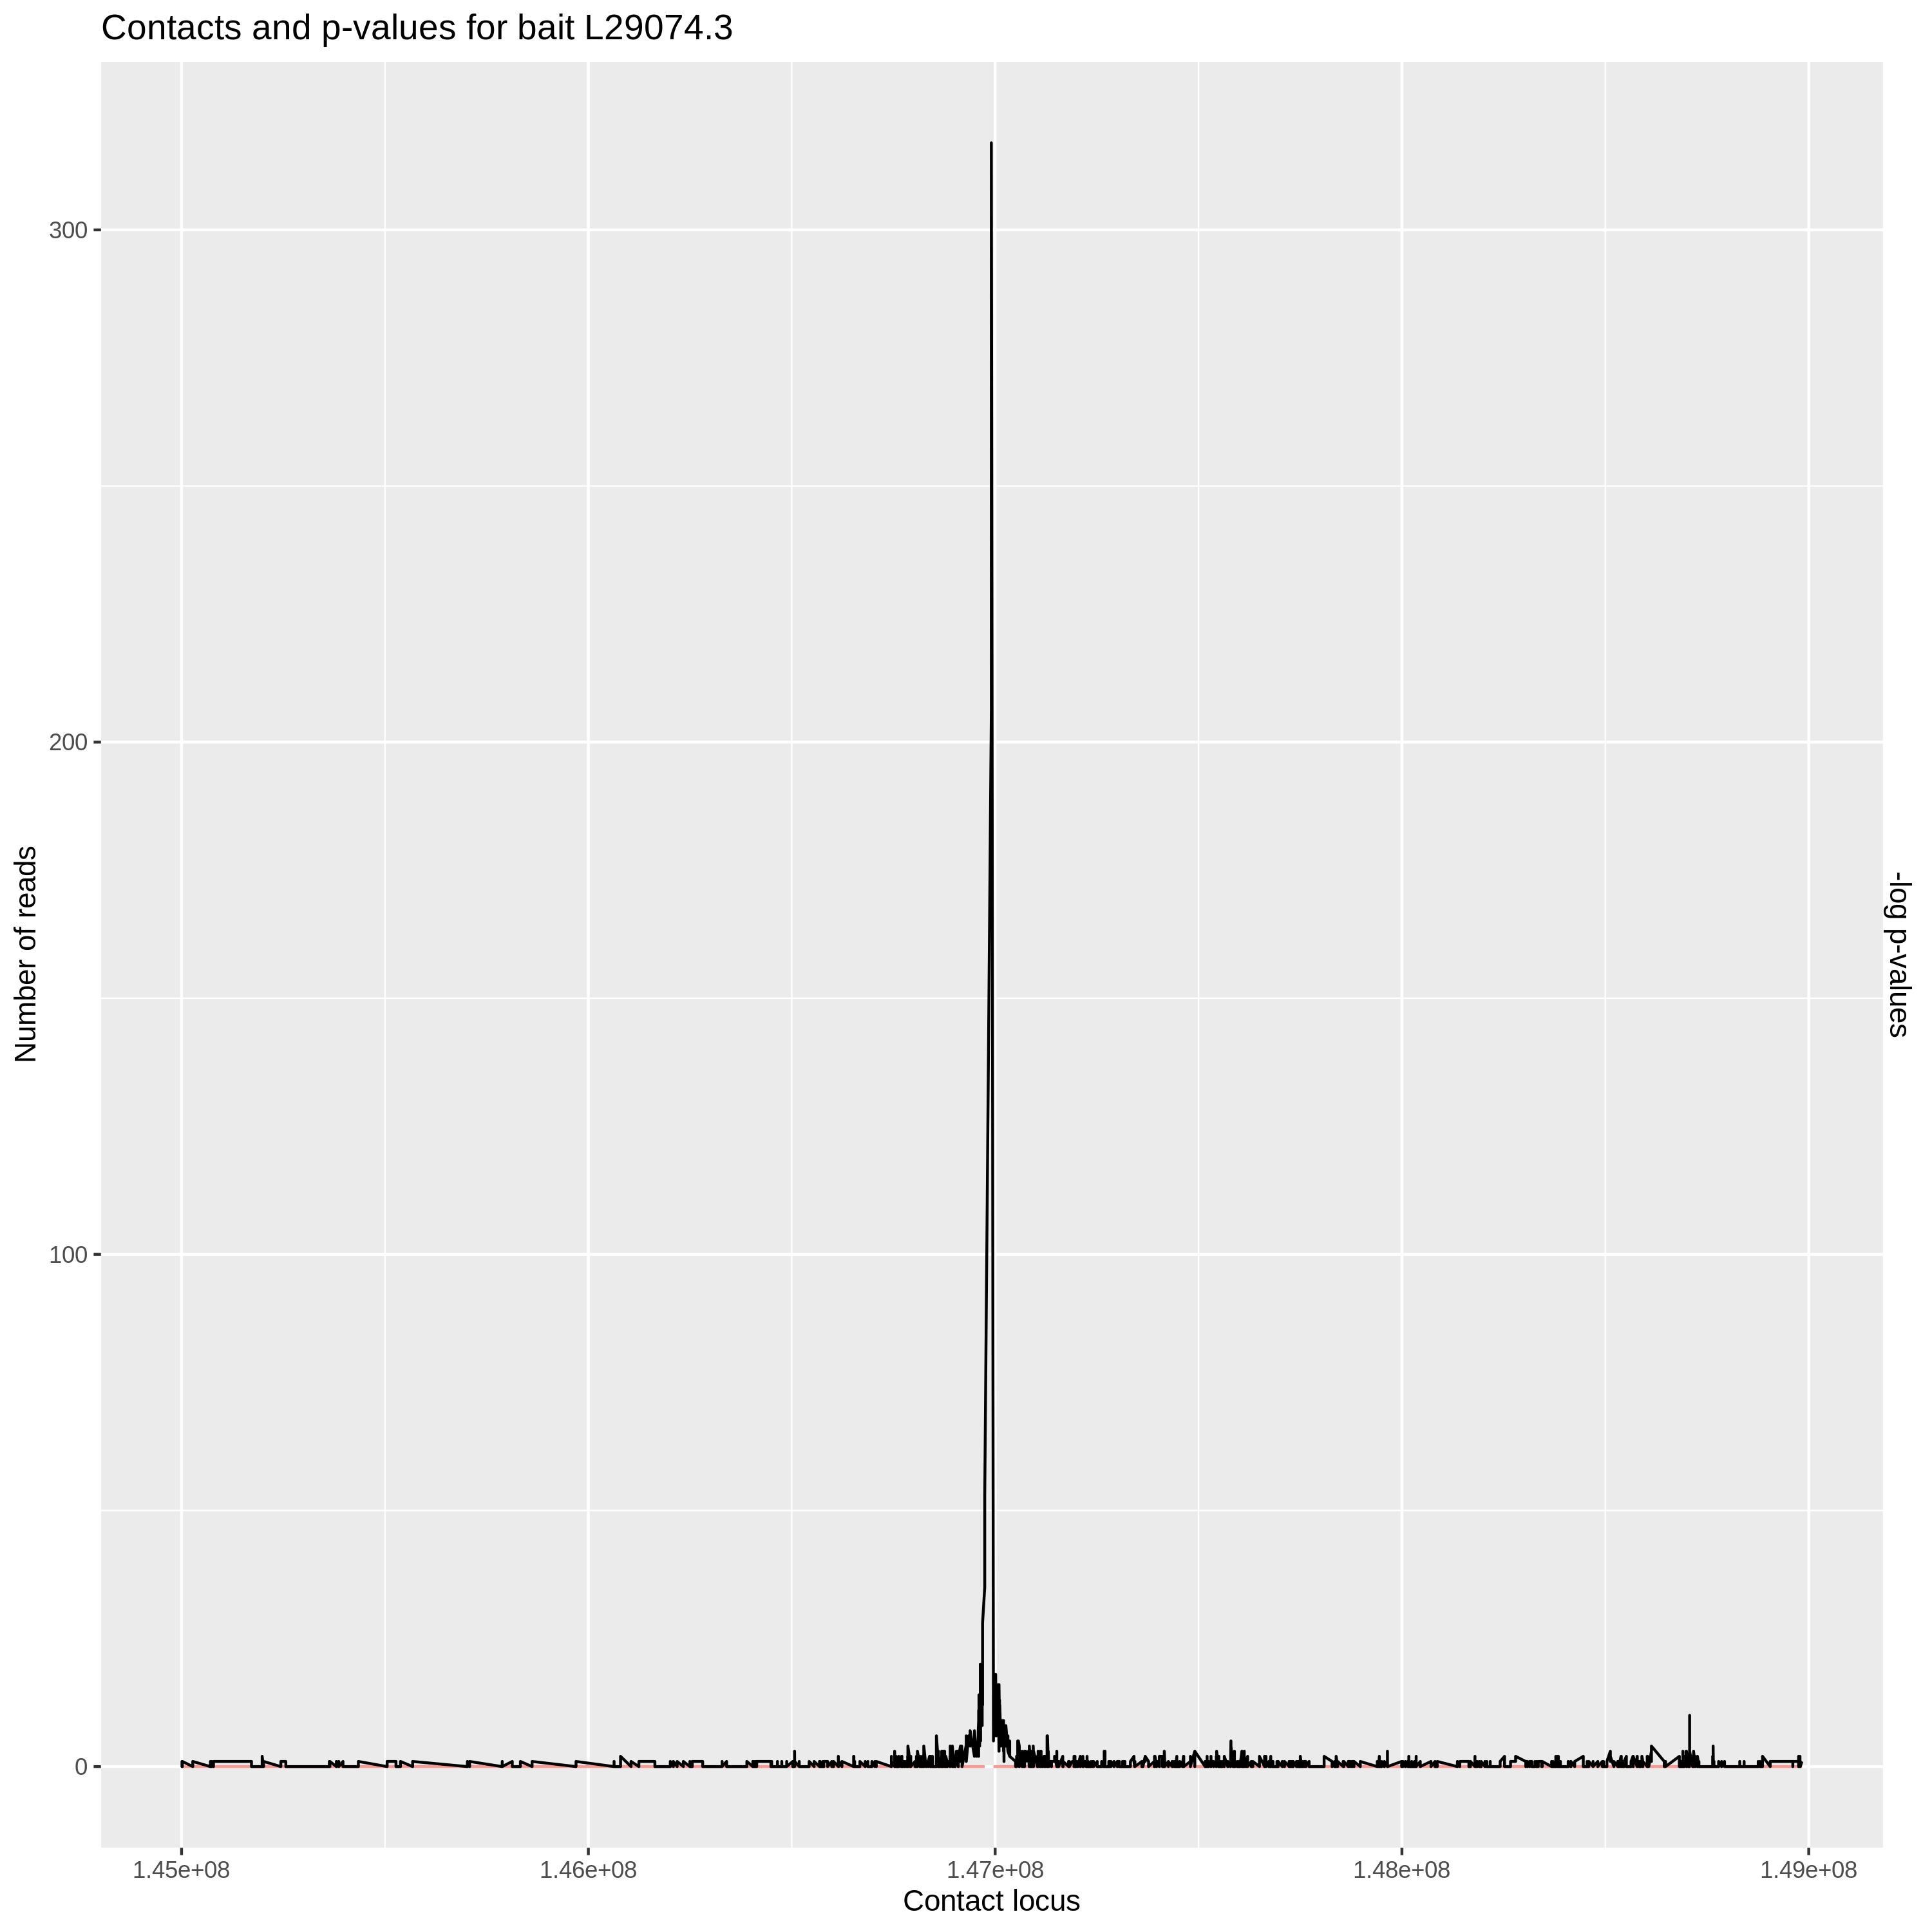 Contacts and p-values for bait L29074.3
300
200
100
0
Number of reads
-log p-values
1.45e+08 1.46e+08 1.47e+08 1.48e+08 1.49e+08
Contact locus